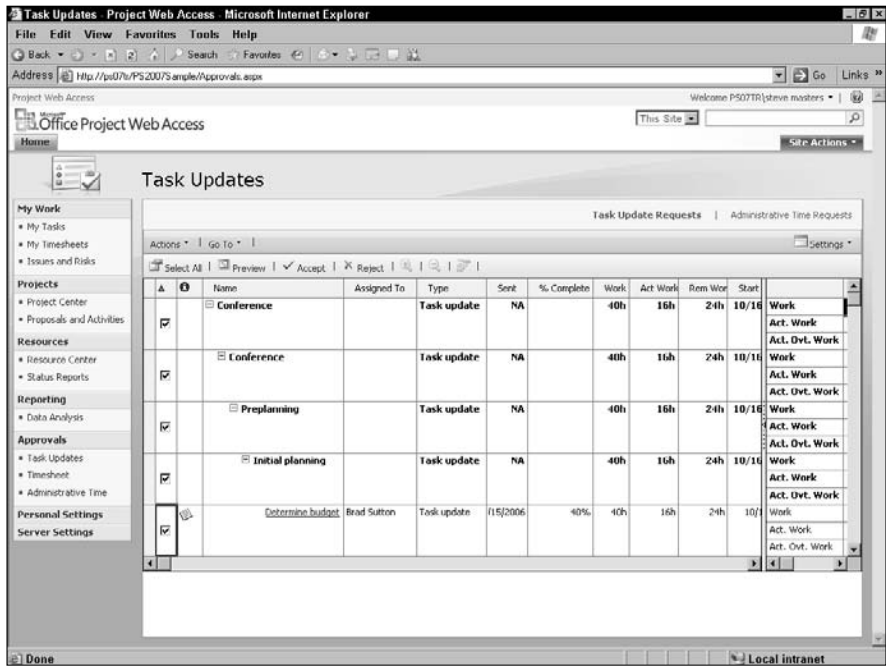 Task Updates - Project Web Access - Microsoft Internet Explorer
File Edit View Favorites Tools Help
Back Search Favorites
Address http://ps07tr/PS2007Sample/Approvals.aspx Go Links »
Project Web Access Welcome PS07TR\steve masters
Microsoft
Office Project Web Access This Site
Home Site Actions
Task Updates
My Work
My Tasks
My Timesheets
Issues and Risks
Projects
Project Center
Proposals and Activities
Resources
Resource Center
Status Reports
Reporting
Data Analysis
Approvals
Task Updates
Timesheet
Administrative Time
Personal Settings
Server Settings
Task Update Requests | Administrative Time Requests
Actions | Go To | Settings
Select All | Preview | Accept | Reject
Name Assigned To Type Sent % Complete Work Act Work Rem Wor Start
Conference Task update NA 40h 16h 24h 10/16 Work
Act. Work
Act. Ovt. Work
Conference Task update NA 40h 16h 24h 10/16 Work
Act. Work
Act. Ovt. Work
Preplanning Task update NA 40h 16h 24h 10/16 Work
Act. Work
Act. Ovt. Work
Initial planning Task update NA 40h 16h 24h 10/16 Work
Act. Work
Act. Ovt. Work
Determine budget Brad Sutton Task update /15/2006 40% 40h 16h 24h 10/1 Work
Act. Work
Act. Ovt. Work
Done Local intranet